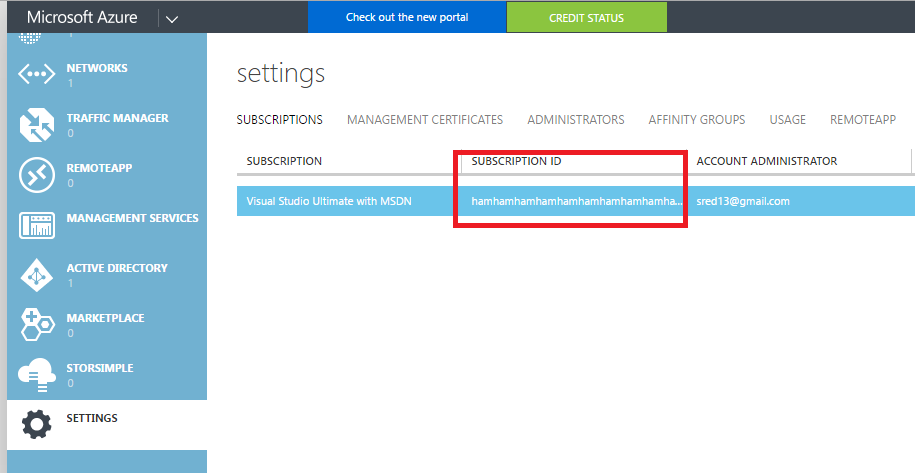 Microsoft Azure
Check out the new portal
CREDIT STATUS
1
NETWORKS
1
TRAFFIC MANAGER
0
REMOTEAPP
0
MANAGEMENT SERVICES
ACTIVE DIRECTORY
1
MARKETPLACE
0
STORSIMPLE
0
SETTINGS
settings
SUBSCRIPTIONS MANAGEMENT CERTIFICATES ADMINISTRATORS AFFINITY GROUPS USAGE REMOTEAPP
SUBSCRIPTION SUBSCRIPTION ID ACCOUNT ADMINISTRATOR
Visual Studio Ultimate with MSDN hamhamhamhamhamhamhamhamhamhamha... sred13@gmail.com